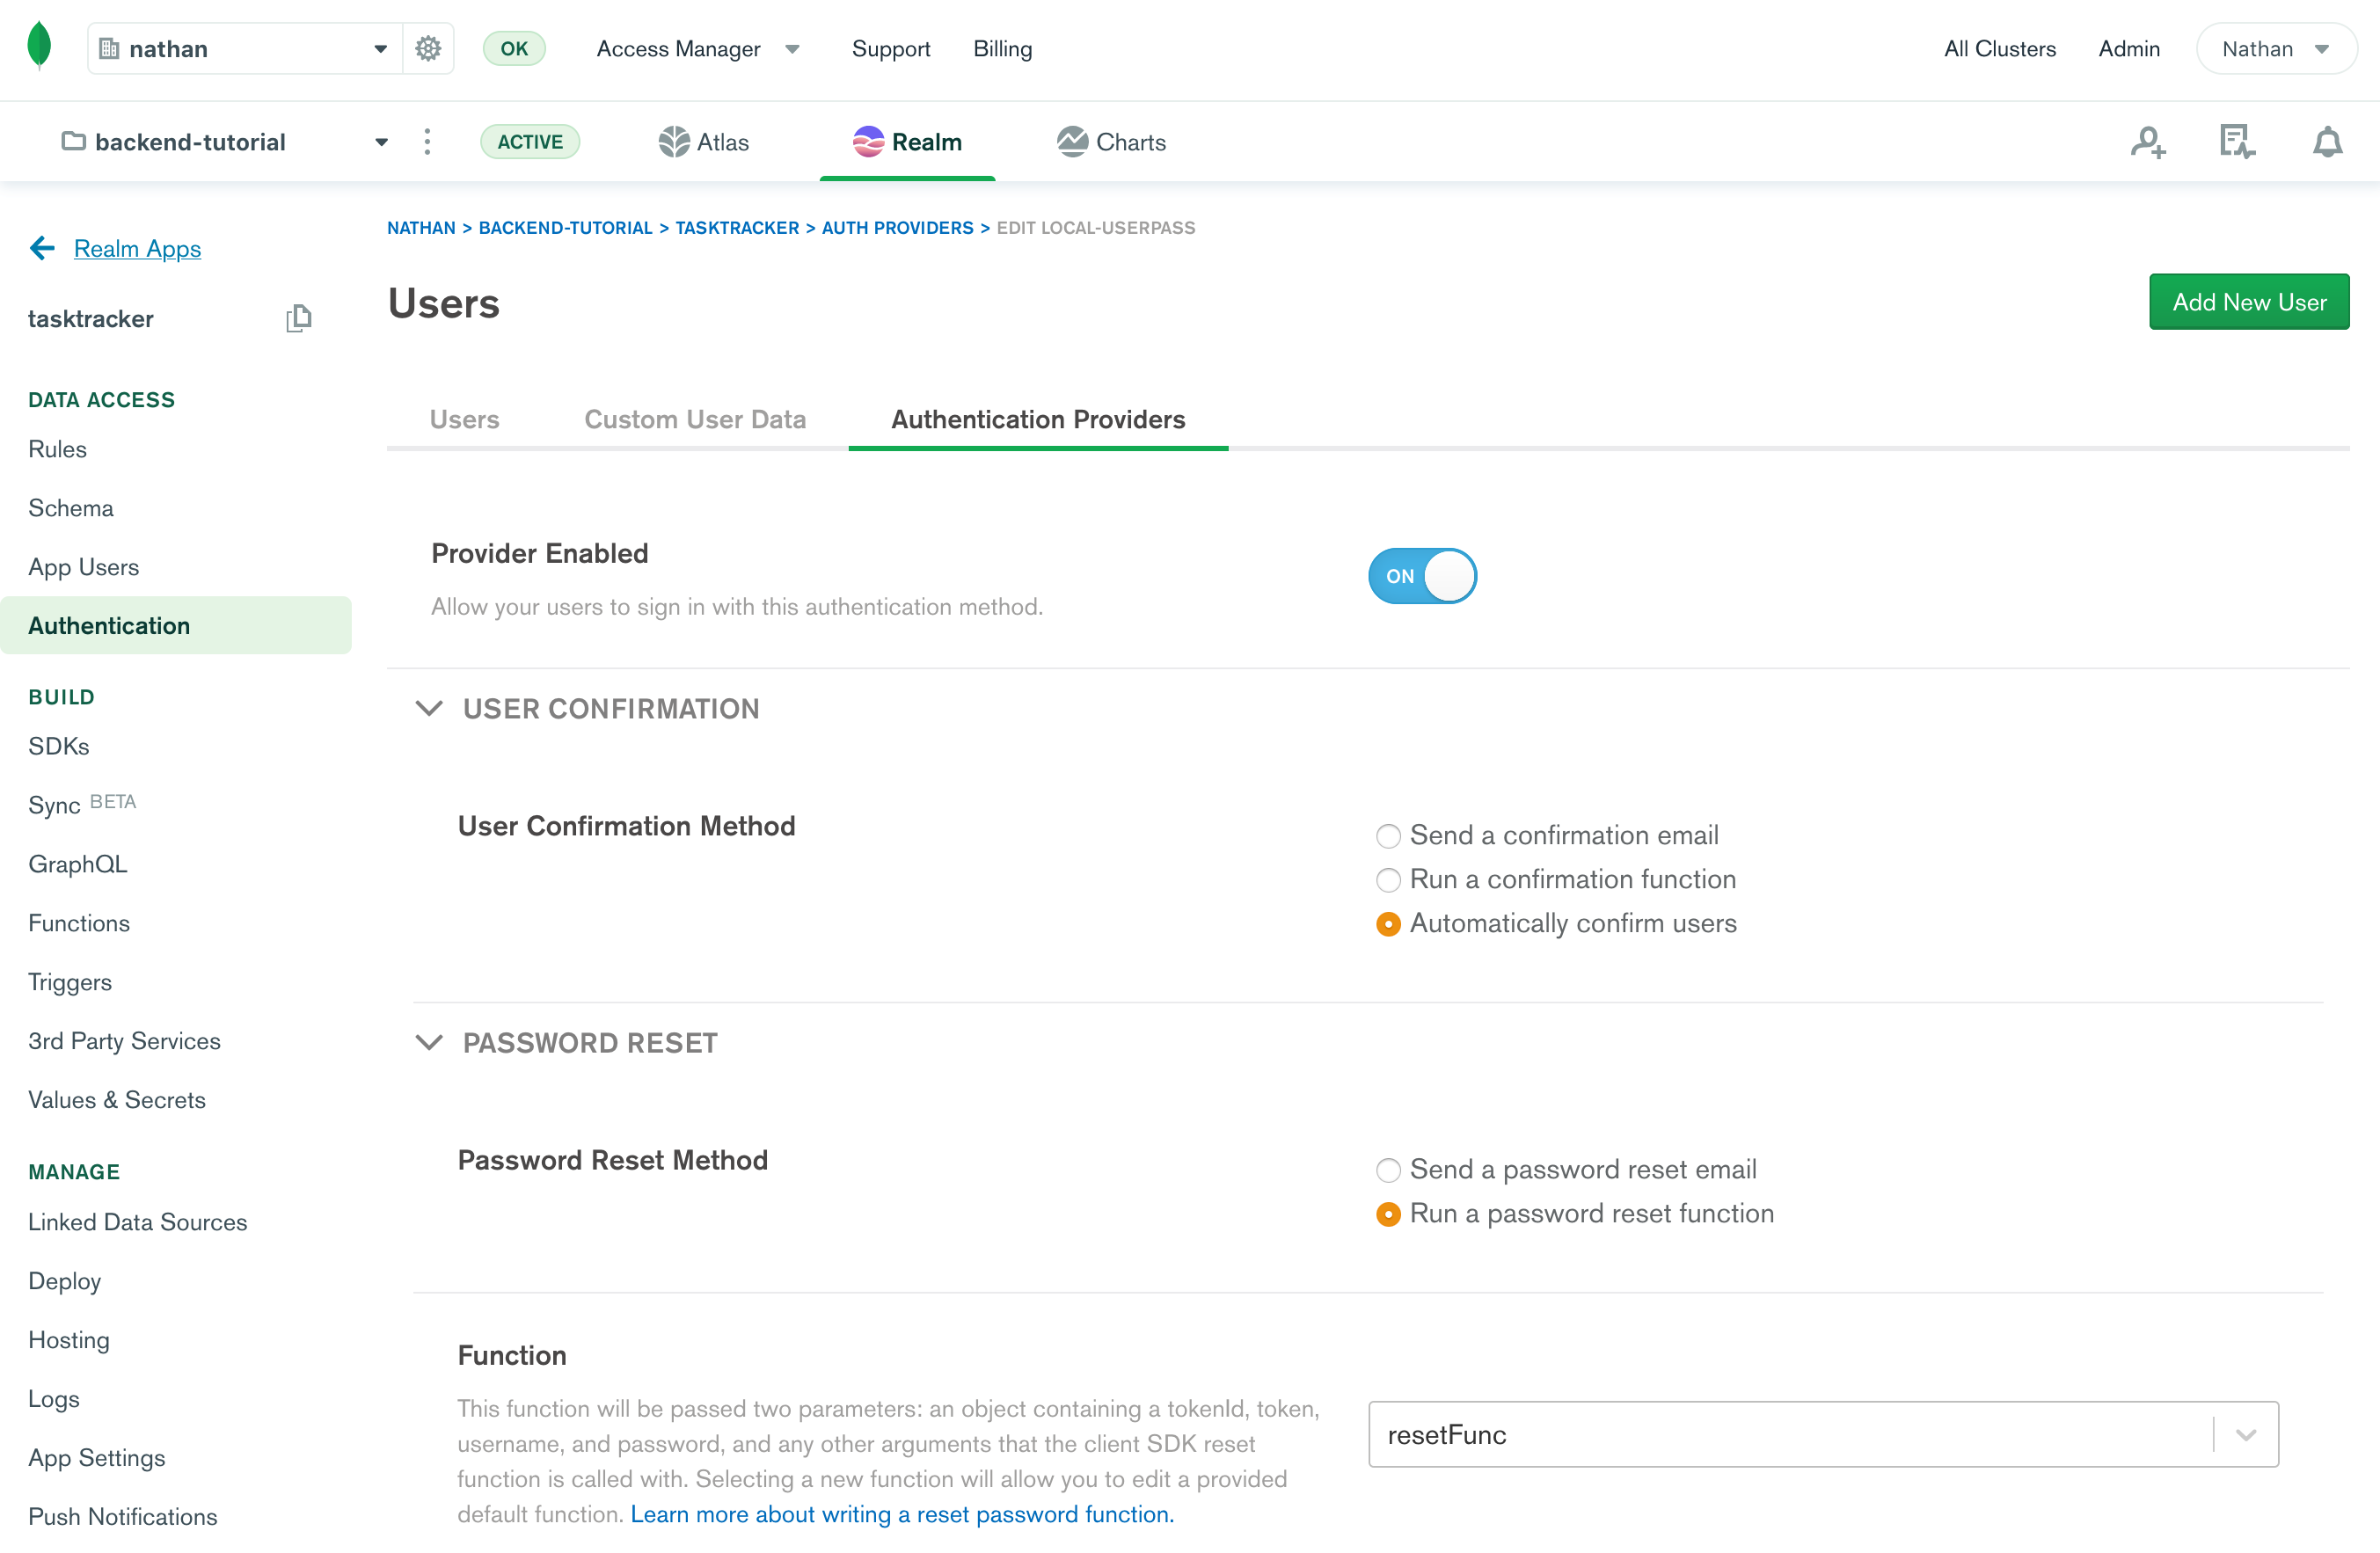 nathan
OK
Access Manager
Support
Billing
All Clusters
Admin
Nathan
backend-tutorial
ACTIVE
Atlas
Realm
Charts
Realm Apps
tasktracker
DATA ACCESS
Rules
Schema
App Users
Authentication
BUILD
SDKs
Sync BETA
GraphQL
Functions
Triggers
3rd Party Services
Values & Secrets
MANAGE
Linked Data Sources
Deploy
Hosting
Logs
App Settings
Push Notifications
NATHAN > BACKEND-TUTORIAL > TASKTRACKER > AUTH PROVIDERS > EDIT LOCAL-USERPASS
Users
Add New User
Users
Custom User Data
Authentication Providers
Provider Enabled
Allow your users to sign in with this authentication method.
ON
USER CONFIRMATION
User Confirmation Method
Send a confirmation email
Run a confirmation function
Automatically confirm users
PASSWORD RESET
Password Reset Method
Send a password reset email
Run a password reset function
Function
This function will be passed two parameters: an object containing a tokenId, token,
username, and password, and any other arguments that the client SDK reset
function is called with. Selecting a new function will allow you to edit a provided
default function. Learn more about writing a reset password function.
resetFunc